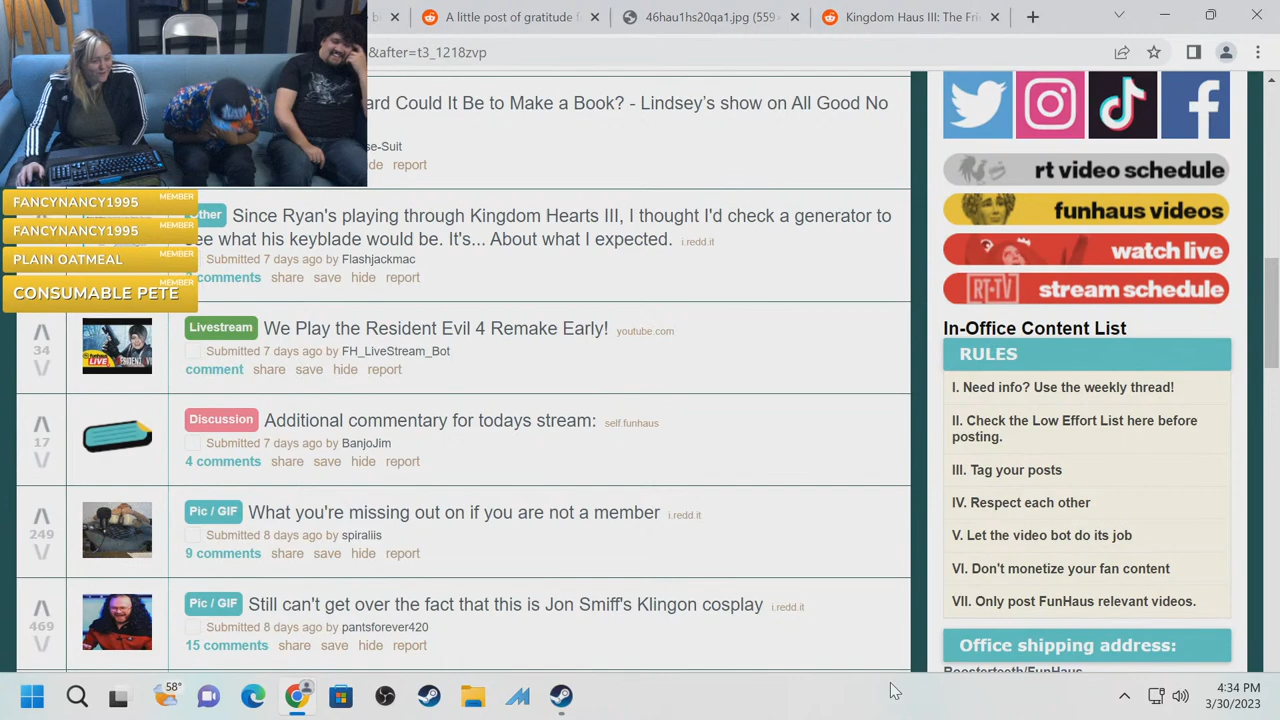 A little post of gratitude f
46hau1hs20qa1.jpg (559×
Kingdom Haus III: The Fri
&after=t3_1218zvp
ard Could It Be to Make a Book? - Lindsey's show on All Good No
se-Suit
ide report
Other Since Ryan's playing through Kingdom Hearts III, I thought I'd check a generator to
see what his keyblade would be. It's... About what I expected. i.redd.it
Submitted 7 days ago by Flashjackmac
comments share save hide report
FANCYNANCY1995 MEMBER
FANCYNANCY1995 MEMBER
PLAIN OATMEAL MEMBER
CONSUMABLE PETE MEMBER
34
Livestream We Play the Resident Evil 4 Remake Early! youtube.com
Submitted 7 days ago by FH_LiveStream_Bot
comment share save hide report
17
Discussion Additional commentary for todays stream: self.funhaus
Submitted 7 days ago by BanjoJim
4 comments share save hide report
249
Pic / GIF What you're missing out on if you are not a member i.redd.it
Submitted 8 days ago by spiraliis
9 comments share save hide report
469
Pic / GIF Still can't get over the fact that this is Jon Smiff's Klingon cosplay i.redd.it
Submitted 8 days ago by pantsforever420
15 comments share save hide report
rt video schedule
funhaus videos
watch live
RT-TV stream schedule
In-Office Content List
RULES
I. Need info? Use the weekly thread!
II. Check the Low Effort List here before
posting.
III. Tag your posts
IV. Respect each other
V. Let the video bot do its job
VI. Don't monetize your fan content
VII. Only post FunHaus relevant videos.
Office shipping address:
Roosterteeth/FunHaus
58°
4:34 PM
3/30/2023